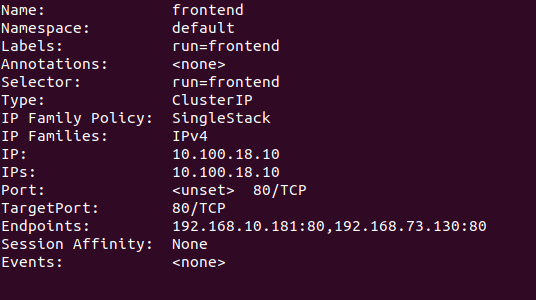 Name:              frontend
Namespace:         default
Labels:            run=frontend
Annotations:       <none>
Selector:          run=frontend
Type:              ClusterIP
IP Family Policy:  SingleStack
IP Families:       IPv4
IP:                10.100.18.10
IPs:               10.100.18.10
Port:              <unset>  80/TCP
TargetPort:        80/TCP
Endpoints:         192.168.10.181:80,192.168.73.130:80
Session Affinity:  None
Events:            <none>